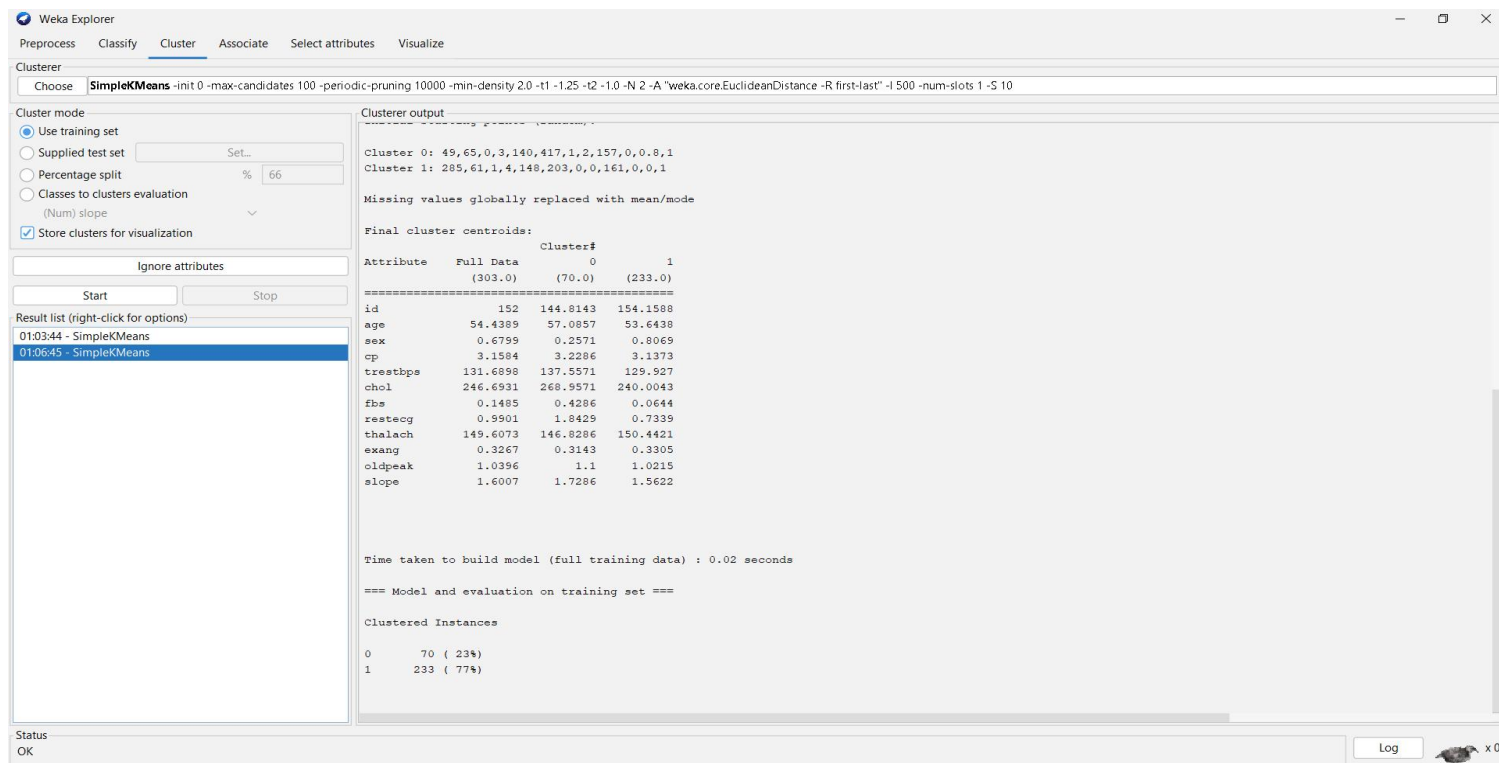 Weka Explorer
Preprocess Classify Cluster Associate Select attributes Visualize
Clusterer
Choose SimpleKMeans -init 0 -max-candidates 100 -periodic-pruning 10000 -min-density 2.0 -t1 -1.25 -t2 -1.0 -N 2 -A "weka.core.EuclideanDistance -R first-last" -I 500 -num-slots 1 -S 10
Cluster mode
Use training set
Supplied test set Set...
Percentage split % 66
Classes to clusters evaluation
(Num) slope
Store clusters for visualization
Ignore attributes
Start Stop
Result list (right-click for options)
01:03:44 - SimpleKMeans
01:06:45 - SimpleKMeans
Clusterer output
Cluster 0: 49,65,0,3,140,417,1,2,157,0,0.8,1
Cluster 1: 285,61,1,4,148,203,0,0,161,0,0,1
Missing values globally replaced with mean/mode
Final cluster centroids:
Cluster#
Attribute Full Data 0 1
(303.0) (70.0) (233.0)
============================================
id 152 144.8143 154.1588
age 54.4389 57.0857 53.6438
sex 0.6799 0.2571 0.8069
cp 3.1584 3.2286 3.1373
trestbps 131.6898 137.5571 129.927
chol 246.6931 268.9571 240.0043
fbs 0.1485 0.4286 0.0644
restecg 0.9901 1.8429 0.7339
thalach 149.6073 146.8286 150.4421
exang 0.3267 0.3143 0.3305
oldpeak 1.0396 1.1 1.0215
slope 1.6007 1.7286 1.5622
Time taken to build model (full training data) : 0.02 seconds
=== Model and evaluation on training set ===
Clustered Instances
0 70 ( 23%)
1 233 ( 77%)
Status
OK
Log x 0